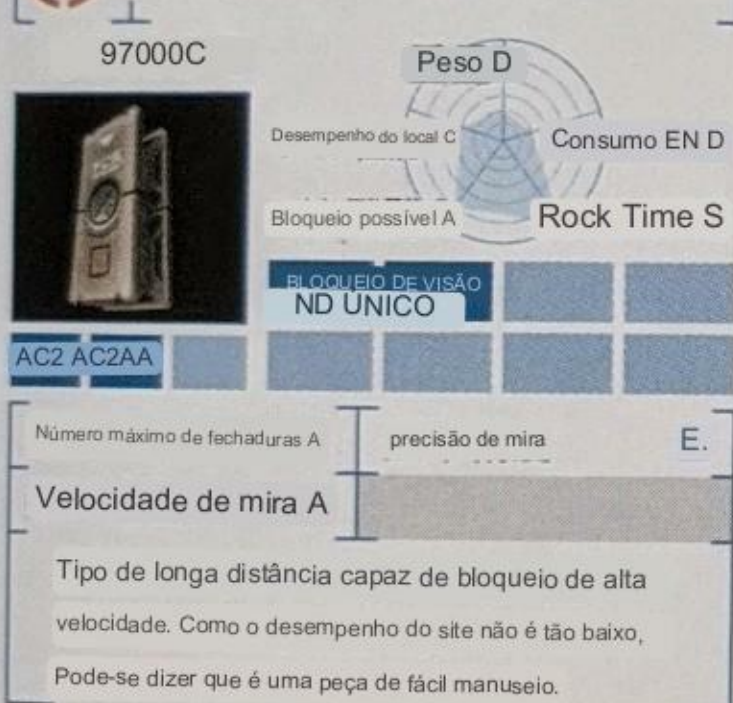 97000C
Peso D
Desempenho do local C
Consumo EN D
Bloqueio possível A
Rock Time S
BLOQUEIO DE VISÃO
ND ÚNICO
AC2 AC2AA
Número máximo de fechaduras A
precisão de mira E.
Velocidade de mira A
Tipo de longa distância capaz de bloqueio de alta
velocidade. Como o desempenho do site não é tão baixo,
Pode-se dizer que é uma peça de fácil manuseio.